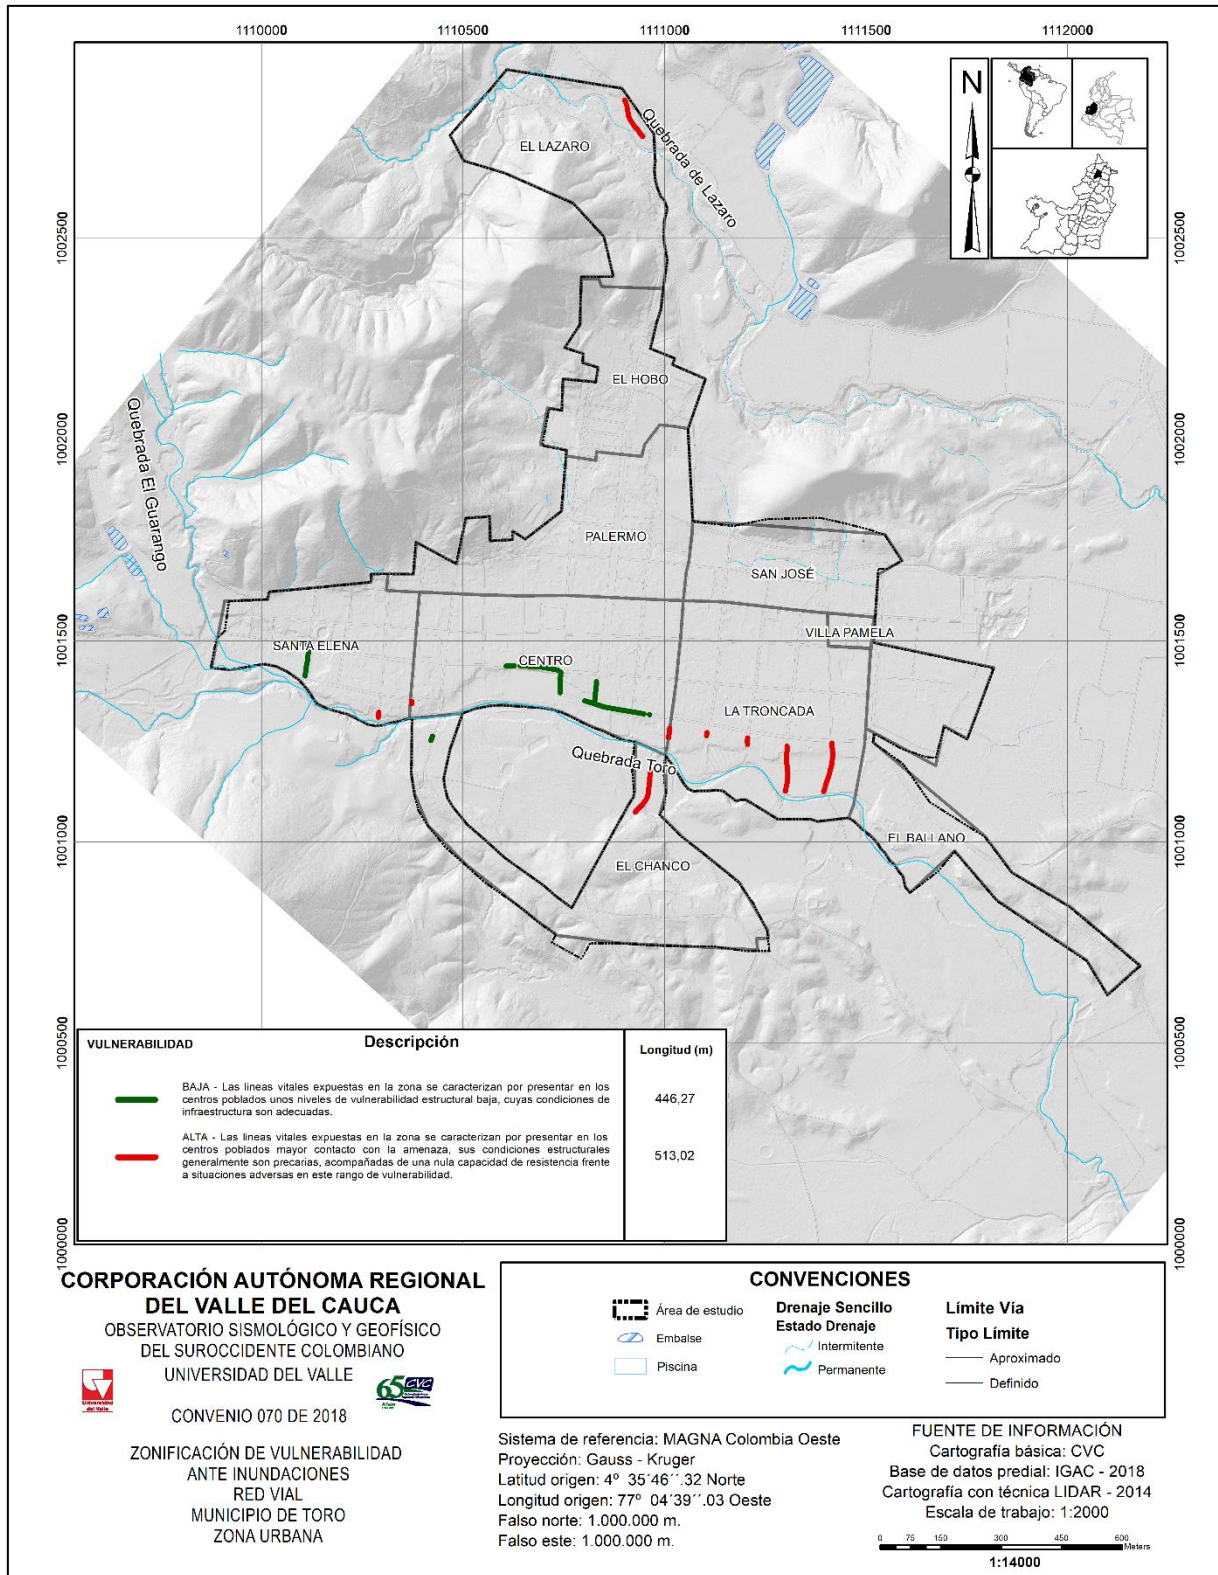 1110000
1110500
1111000
1111500
1112000
1002500
1002000
1001500
1001000
1000500
1000000
1002500
1002000
1001500
1001000
1000500
1000000
N
EL LAZARO
Quebrada de Lazaro
EL HOBO
Quebrada El Guarango
PALERMO
SAN JOSÉ
VILLA PAMELA
SANTA ELENA
CENTRO
LA TRONCADA
Quebrada Toro
EL BALLANO
EL CHANCO
VULNERABILIDAD
Descripción
Longitud (m)
BAJA - Las lineas vitales expuestas en la zona se caracterizan por presentar en los
centros poblados unos niveles de vulnerabilidad estructural baja, cuyas condiciones de
infraestructura son adecuadas.
446,27
ALTA - Las lineas vitales expuestas en la zona se caracterizan por presentar en los
centros poblados mayor contacto con la amenaza, sus condiciones estructurales
generalmente son precarias, acompañadas de una nula capacidad de resistencia frente
a situaciones adversas en este rango de vulnerabilidad.
513,02
CORPORACIÓN AUTÓNOMA REGIONAL
DEL VALLE DEL CAUCA
OBSERVATORIO SISMOLÓGICO Y GEOFÍSICO
DEL SUROCCIDENTE COLOMBIANO
UNIVERSIDAD DEL VALLE
Universidad
del Valle
65 CVC
Años
CONVENIO 070 DE 2018
ZONIFICACIÓN DE VULNERABILIDAD
ANTE INUNDACIONES
RED VIAL
MUNICIPIO DE TORO
ZONA URBANA
CONVENCIONES
Área de estudio
Embalse
Piscina
Drenaje Sencillo
Estado Drenaje
Intermitente
Permanente
Límite Vía
Tipo Límite
Aproximado
Definido
Sistema de referencia: MAGNA Colombia Oeste
Proyección: Gauss - Kruger
Latitud origen: 4º 35´46´´.32 Norte
Longitud origen: 77º 04´39´´.03 Oeste
Falso norte: 1.000.000 m.
Falso este: 1.000.000 m.
FUENTE DE INFORMACIÓN
Cartografía básica: CVC
Base de datos predial: IGAC - 2018
Cartografía con técnica LIDAR - 2014
Escala de trabajo: 1:2000
0 75 150 300 450 600
Meters
1:14000